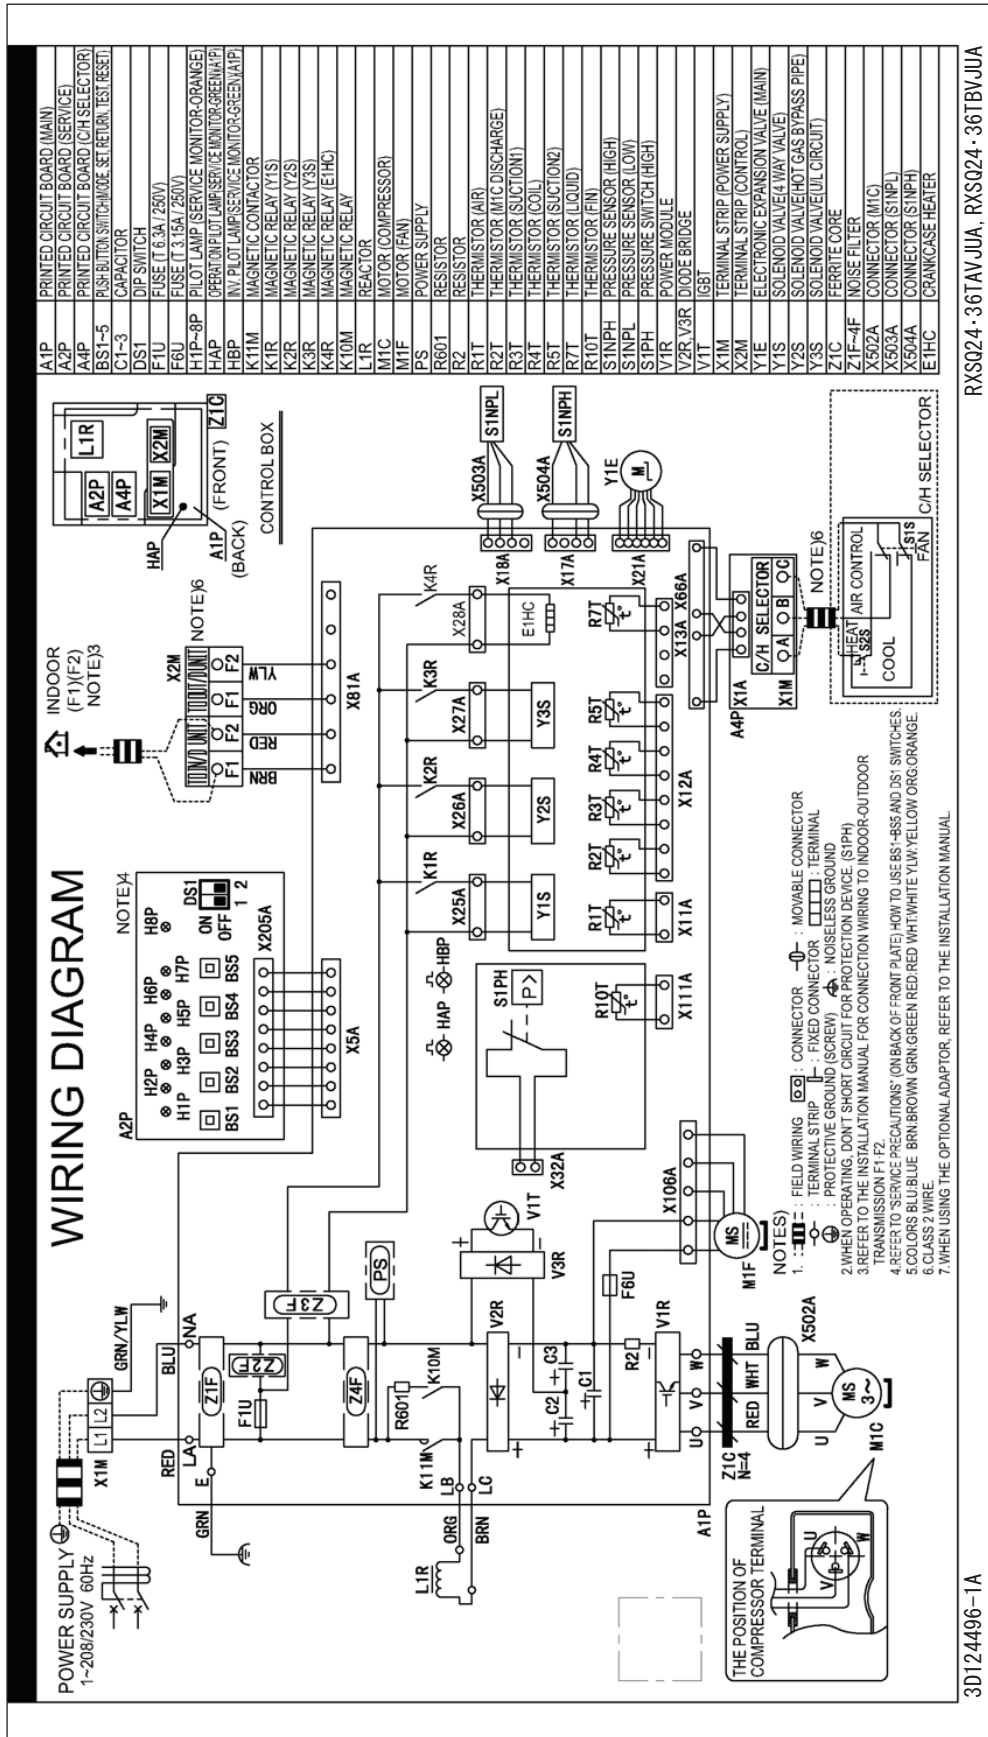 WIRING DIAGRAM
POWER SUPPLY
1~208/230V 60Hz
X1M
L1 L2
GRN/YLW
RED
BLU
LA
NA
E
GRN
Z1F
F1U
Z2F
Z3F
Z4F
PS
R601
K10M
K11M
LB
LC
ORG
BRN
L1R
V2R
V3R
V1T
C2
C3
C1
R2
F6U
V1R
U V W
A1P
Z1C
N=4
RED WHT BLU
X502A
U V W
MS
3~
M1C
X106A
MS
M1F
THE POSITION OF
COMPRESSOR TERMINAL
U
V
W
A2P
NOTE)4
H1P
H2P
H3P
H4P
H5P
H6P
H7P
H8P
BS1 BS2 BS3 BS4 BS5
DS1
ON
OFF
1 2
X205A
X5A
HAP
HBP
S1PH
P>
X32A
R10T
t°
X111A
INDOOR
(F1)(F2)
NOTE)3
X2M
NOTE)6
TO IN/D UNIT
TO OUT/D UNIT
F1 F2 F1 F2
BRN
RED
ORG
YLW
X81A
K1R
K2R
K3R
K4R
X25A
X26A
X27A
X28A
Y1S
Y2S
Y3S
E1HC
R1T
R2T
R3T
R4T
R5T
R7T
t° t° t° t° t° t°
X11A
X12A
X13A
X66A
X18A
X17A
X21A
X503A
X504A
S1NPL
S1NPH
Y1E
M
A4P
X1A
C/H SELECTOR
X1M
A B C
NOTE)6
HEAT
S2S
COOL
AIR CONTROL
S1S
FAN
C/H SELECTOR
A2P
A4P
L1R
X1M
X2M
Z1C
HAP
A1P
(BACK)
(FRONT)
CONTROL BOX
NOTES)
1. : FIELD WIRING : CONNECTOR : MOVABLE CONNECTOR
: TERMINAL STRIP : FIXED CONNECTOR : TERMINAL
: PROTECTIVE GROUND (SCREW) : NOISELESS GROUND
2.WHEN OPERATING, DON'T SHORT CIRCUIT FOR PROTECTION DEVICE. (S1PH)
3.REFER TO THE INSTALLATION MANUAL FOR CONNECTION WIRING TO INDOOR-OUTDOOR
TRANSMISSION F1·F2.
4.REFER TO "SERVICE PRECAUTIONS" (ON BACK OF FRONT PLATE) HOW TO USE BS1~BS5 AND DS1 SWITCHES.
5.COLORS BLU:BLUE BRN:BROWN GRN:GREEN RED:RED WHT:WHITE YLW:YELLOW ORG:ORANGE.
6.CLASS 2 WIRE.
7.WHEN USING THE OPTIONAL ADAPTOR, REFER TO THE INSTALLATION MANUAL.
A1P PRINTED CIRCUIT BOARD (MAIN)
A2P PRINTED CIRCUIT BOARD (SERVICE)
A4P PRINTED CIRCUIT BOARD (C/H SELECTOR)
BS1~5 PUSH BUTTON SWITCH(MODE, SET, RETURN, TEST, RESET)
C1~3 CAPACITOR
DS1 DIP SWITCH
F1U FUSE (T 6.3A / 250V)
F6U FUSE (T 3.15A / 250V)
H1P~8P PILOT LAMP (SERVICE MONITOR-ORANGE)
HAP OPERATION PILOT LAMP(SERVICE MONITOR-GREEN)(A1P)
HBP INV. PILOT LAMP(SERVICE MONITOR-GREEN)(A1P)
K11M MAGNETIC CONTACTOR
K1R MAGNETIC RELAY (Y1S)
K2R MAGNETIC RELAY (Y2S)
K3R MAGNETIC RELAY (Y3S)
K4R MAGNETIC RELAY (E1HC)
K10M MAGNETIC RELAY
L1R REACTOR
M1C MOTOR (COMPRESSOR)
M1F MOTOR (FAN)
PS POWER SUPPLY
R601 RESISTOR
R2 RESISTOR
R1T THERMISTOR (AIR)
R2T THERMISTOR (M1C DISCHARGE)
R3T THERMISTOR (SUCTION1)
R4T THERMISTOR (COIL)
R5T THERMISTOR (SUCTION2)
R7T THERMISTOR (LIQUID)
R10T THERMISTOR (FIN)
S1NPH PRESSURE SENSOR (HIGH)
S1NPL PRESSURE SENSOR (LOW)
S1PH PRESSURE SWITCH (HIGH)
V1R POWER MODULE
V2R,V3R DIODE BRIDGE
V1T IGBT
X1M TERMINAL STRIP (POWER SUPPLY)
X2M TERMINAL STRIP (CONTROL)
Y1E ELECTRONIC EXPANSION VALVE (MAIN)
Y1S SOLENOID VALVE(4 WAY VALVE)
Y2S SOLENOID VALVE(HOT GAS BYPASS PIPE)
Y3S SOLENOID VALVE(U/L CIRCUIT)
Z1C FERRITE CORE
Z1F~4F NOISE FILTER
X502A CONNECTOR (M1C)
X503A CONNECTOR (S1NPL)
X504A CONNECTOR (S1NPH)
E1HC CRANKCASE HEATER
3D124496-1A
RXSQ24·36TAVJUA, RXSQ24·36TBVJUA